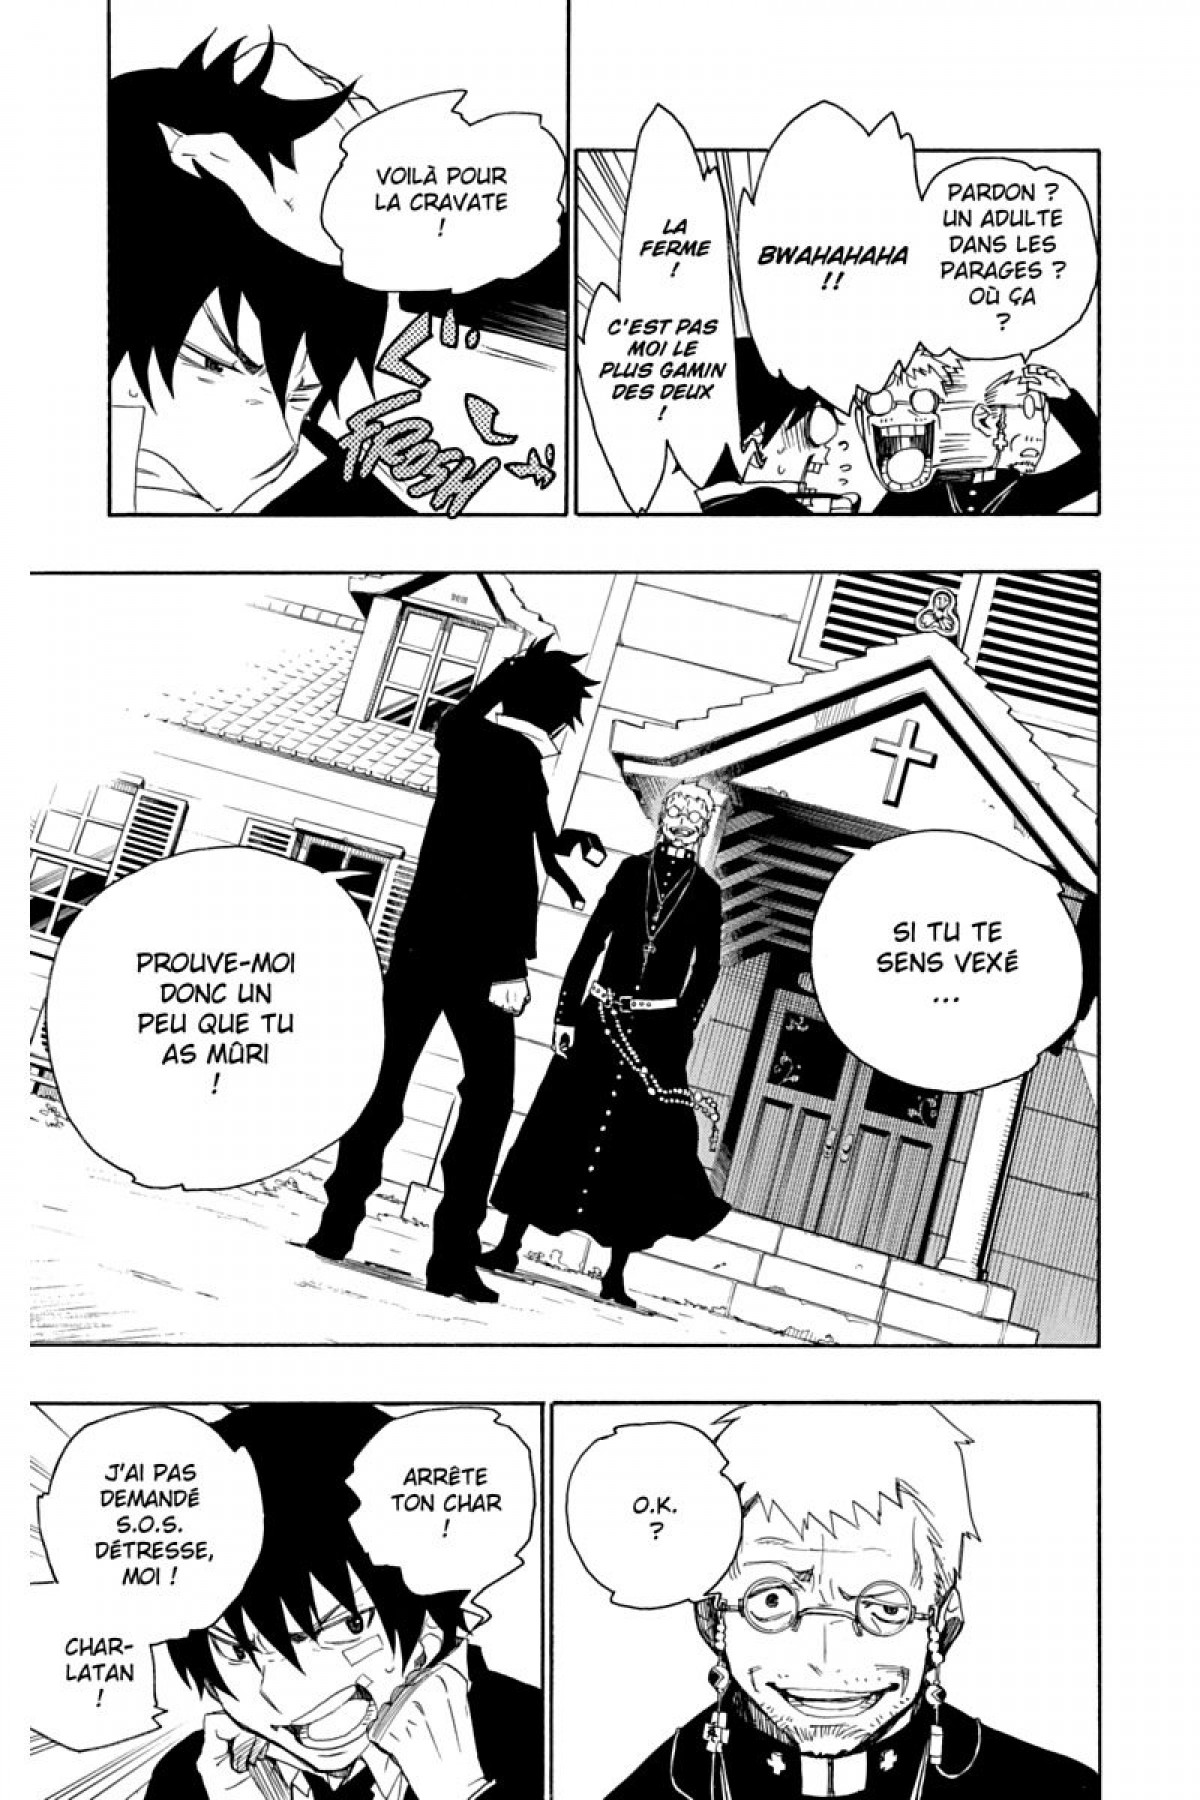 PARDON ?
UN ADULTE
DANS LES
PARAGES ?
OÙ ÇA
?
BWAHAHAHA
!!
LA
FERME
!
C'EST PAS
MOI LE
PLUS GAMIN
DES DEUX
!
VOILÀ POUR
LA CRAVATE
!
FROSH
SI TU TE
SENS VEXÉ
...
PROUVE-MOI
DONC UN
PEU QUE TU
AS MÛRI
!
O.K.
?
ARRÊTE
TON CHAR
!
J'AI PAS
DEMANDÉ
S.O.S.
DÉTRESSE,
MOI !
CHAR-
LATAN
!